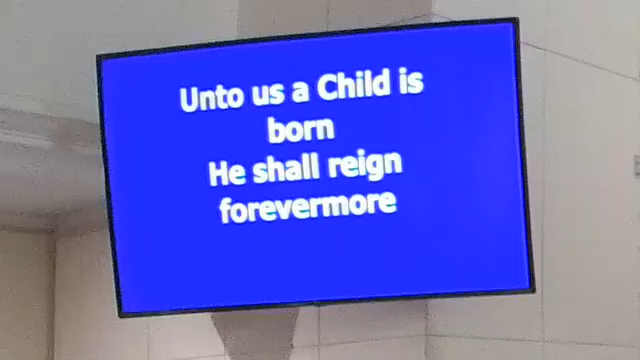 Unto us a Child is
born
He shall reign
forevermore